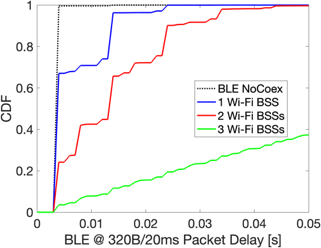 1
0.8
0.6
0.4
0.2
0
CDF
BLE NoCoex
1 Wi-Fi BSS
2 Wi-Fi BSSs
3 Wi-Fi BSSs
0 0.01 0.02 0.03 0.04 0.05
BLE @ 320B/20ms Packet Delay [s]